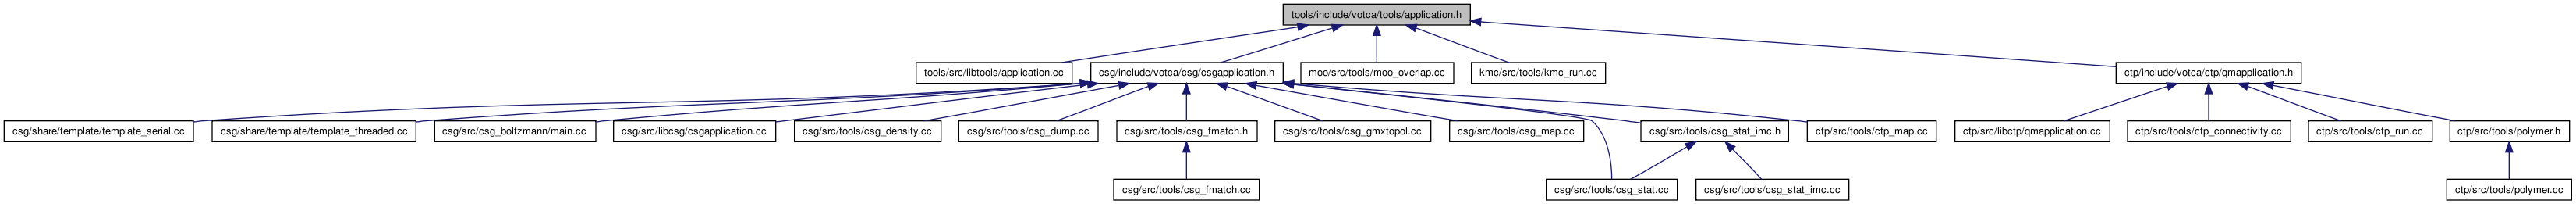 tools/include/votca/tools/application.h
tools/src/libtools/application.cc
csg/include/votca/csg/csgapplication.h
moo/src/tools/moo_overlap.cc
kmc/src/tools/kmc_run.cc
ctp/include/votca/ctp/qmapplication.h
csg/share/template/template_serial.cc
csg/share/template/template_threaded.cc
csg/src/csg_boltzmann/main.cc
csg/src/libcsg/csgapplication.cc
csg/src/tools/csg_density.cc
csg/src/tools/csg_dump.cc
csg/src/tools/csg_fmatch.h
csg/src/tools/csg_gmxtopol.cc
csg/src/tools/csg_map.cc
csg/src/tools/csg_stat_imc.h
ctp/src/tools/ctp_map.cc
ctp/src/libctp/qmapplication.cc
ctp/src/tools/ctp_connectivity.cc
ctp/src/tools/ctp_run.cc
ctp/src/tools/polymer.h
csg/src/tools/csg_fmatch.cc
csg/src/tools/csg_stat.cc
csg/src/tools/csg_stat_imc.cc
ctp/src/tools/polymer.cc